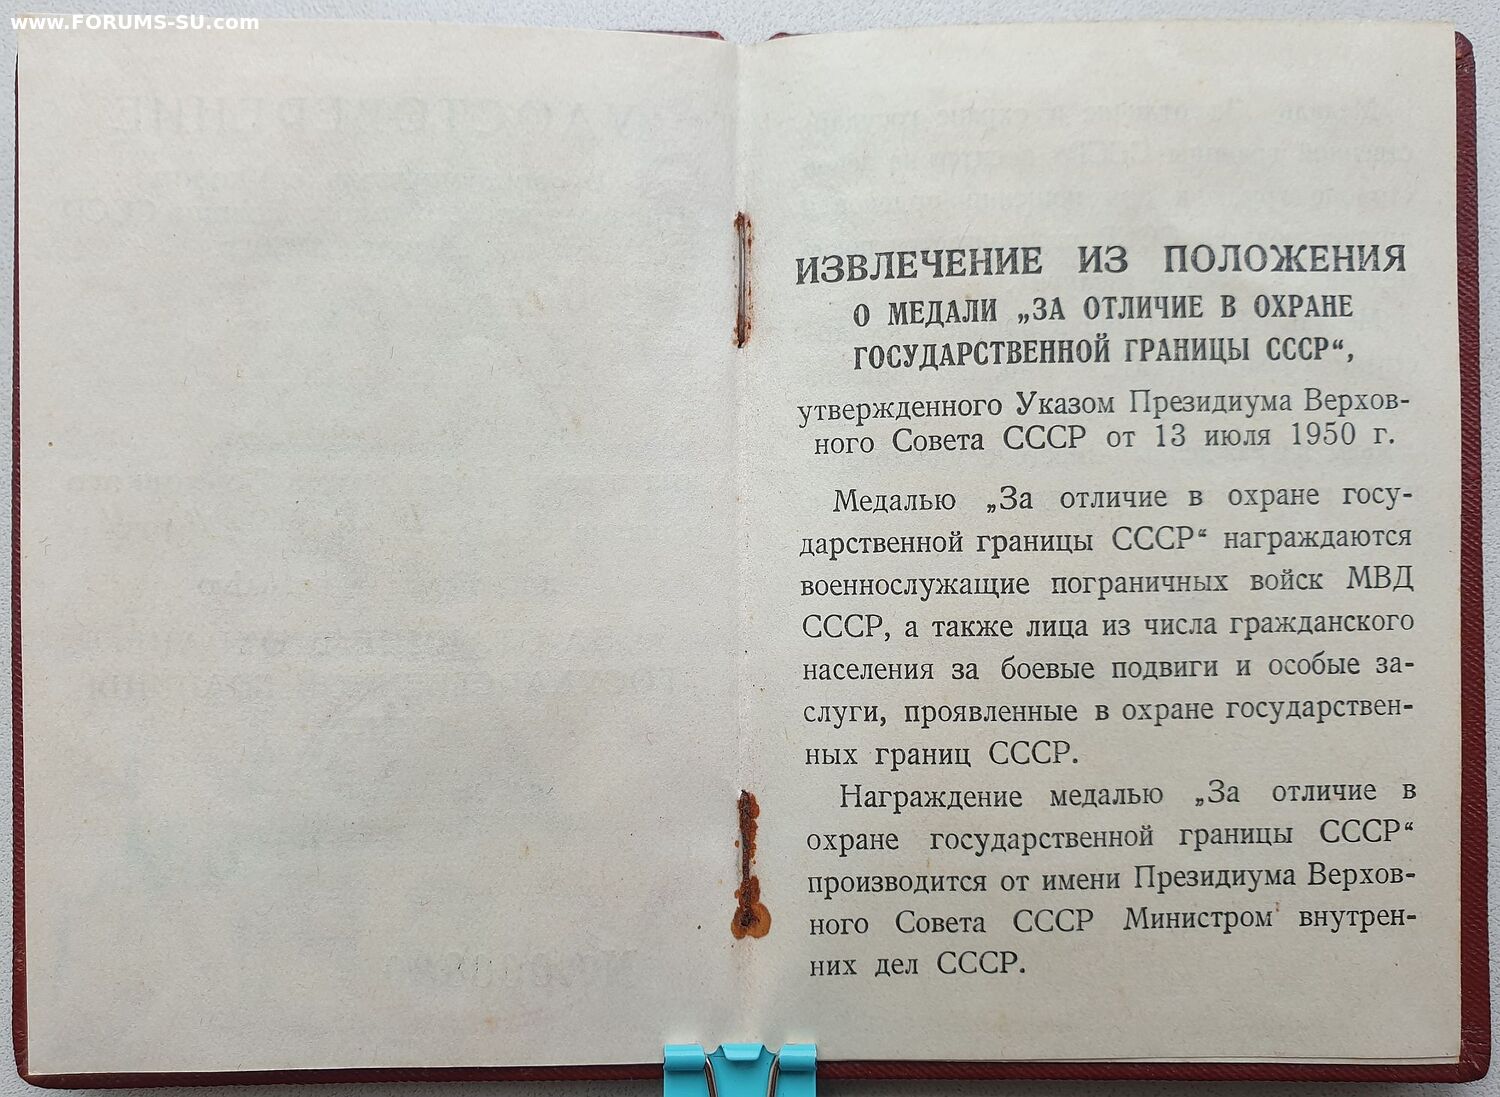 www.FORUMS-SU.com
ИЗВЛЕЧЕНИЕ ИЗ ПОЛОЖЕНИЯ
О МЕДАЛИ „ЗА ОТЛИЧИЕ В ОХРАНЕ
ГОСУДАРСТВЕННОЙ ГРАНИЦЫ СССР“,
утвержденного Указом Президиума Верхов-
ного Совета СССР от 13 июля 1950 г.
Медалью „За отличие в охране госу-
дарственной границы СССР“ награждаются
военнослужащие пограничных войск МВД
СССР, а также лица из числа гражданского
населения за боевые подвиги и особые за-
слуги, проявленные в охране государствен-
ных границ СССР.
Награждение медалью „За отличие в
охране государственной границы СССР“
производится от имени Президиума Верхов-
ного Совета СССР Министром внутрен-
них дел СССР.